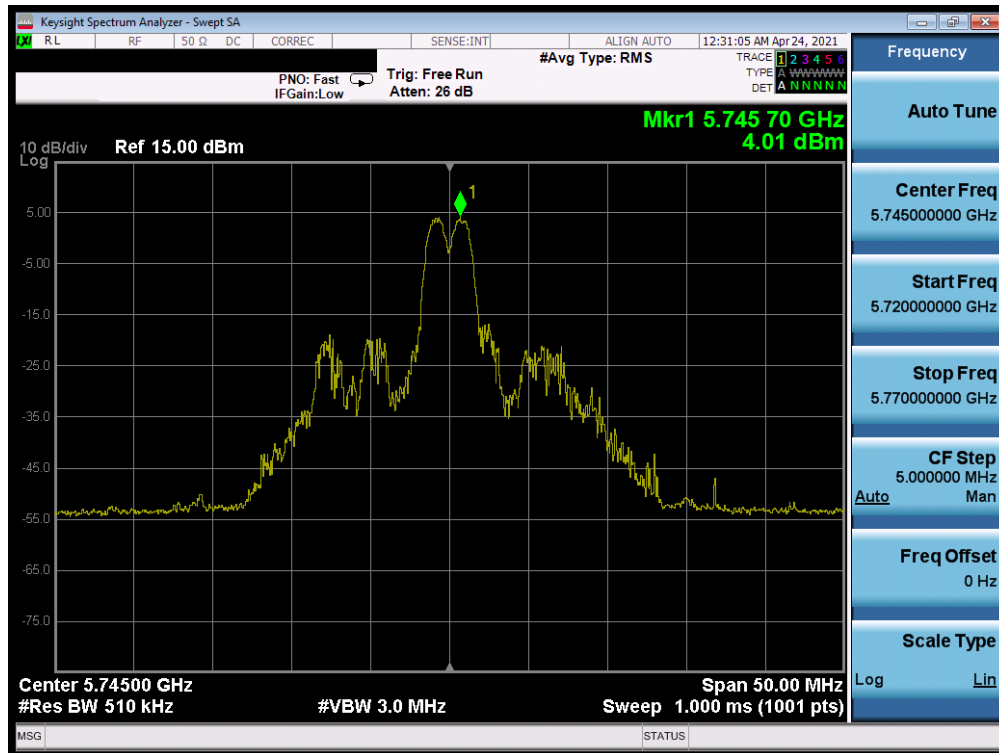 Keysight Spectrum Analyzer - Swept SA
LXI RL RF 50 Ω DC CORREC SENSE:INT ALIGN AUTO 12:31:05 AM Apr 24, 2021
PNO: Fast
IFGain:Low
Trig: Free Run
Atten: 26 dB
#Avg Type: RMS
TRACE 1 2 3 4 5 6
TYPE A WWWWW
DET A N N N N N
Mkr1 5.745 70 GHz
4.01 dBm
10 dB/div Ref 15.00 dBm
Log
1
5.00
-5.00
-15.0
-25.0
-35.0
-45.0
-55.0
-65.0
-75.0
Center 5.74500 GHz
Span 50.00 MHz
#Res BW 510 kHz
#VBW 3.0 MHz
Sweep 1.000 ms (1001 pts)
MSG
STATUS
Frequency
Auto Tune
Center Freq
5.745000000 GHz
Start Freq
5.720000000 GHz
Stop Freq
5.770000000 GHz
CF Step
5.000000 MHz
Auto Man
Freq Offset
0 Hz
Scale Type
Log Lin